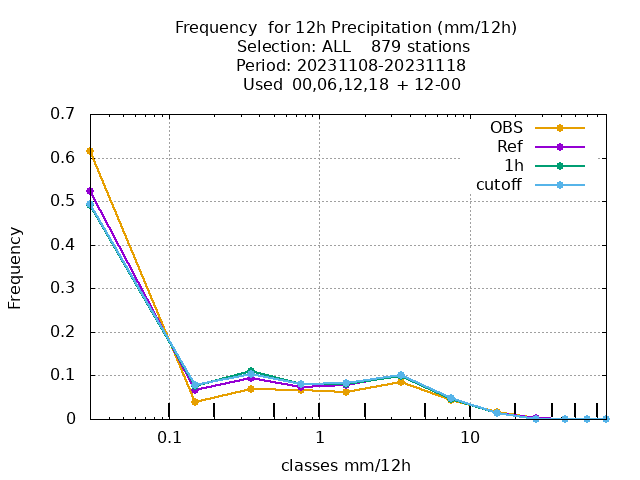 Frequency  for 12h Precipitation (mm/12h)
Selection: ALL    879 stations
Period: 20231108-20231118
Used  00,06,12,18  + 12-00
0.7
0.6
0.5
0.4
0.3
0.2
0.1
0
Frequency
OBS
Ref
1h
cutoff
0.1 1 10
classes mm/12h